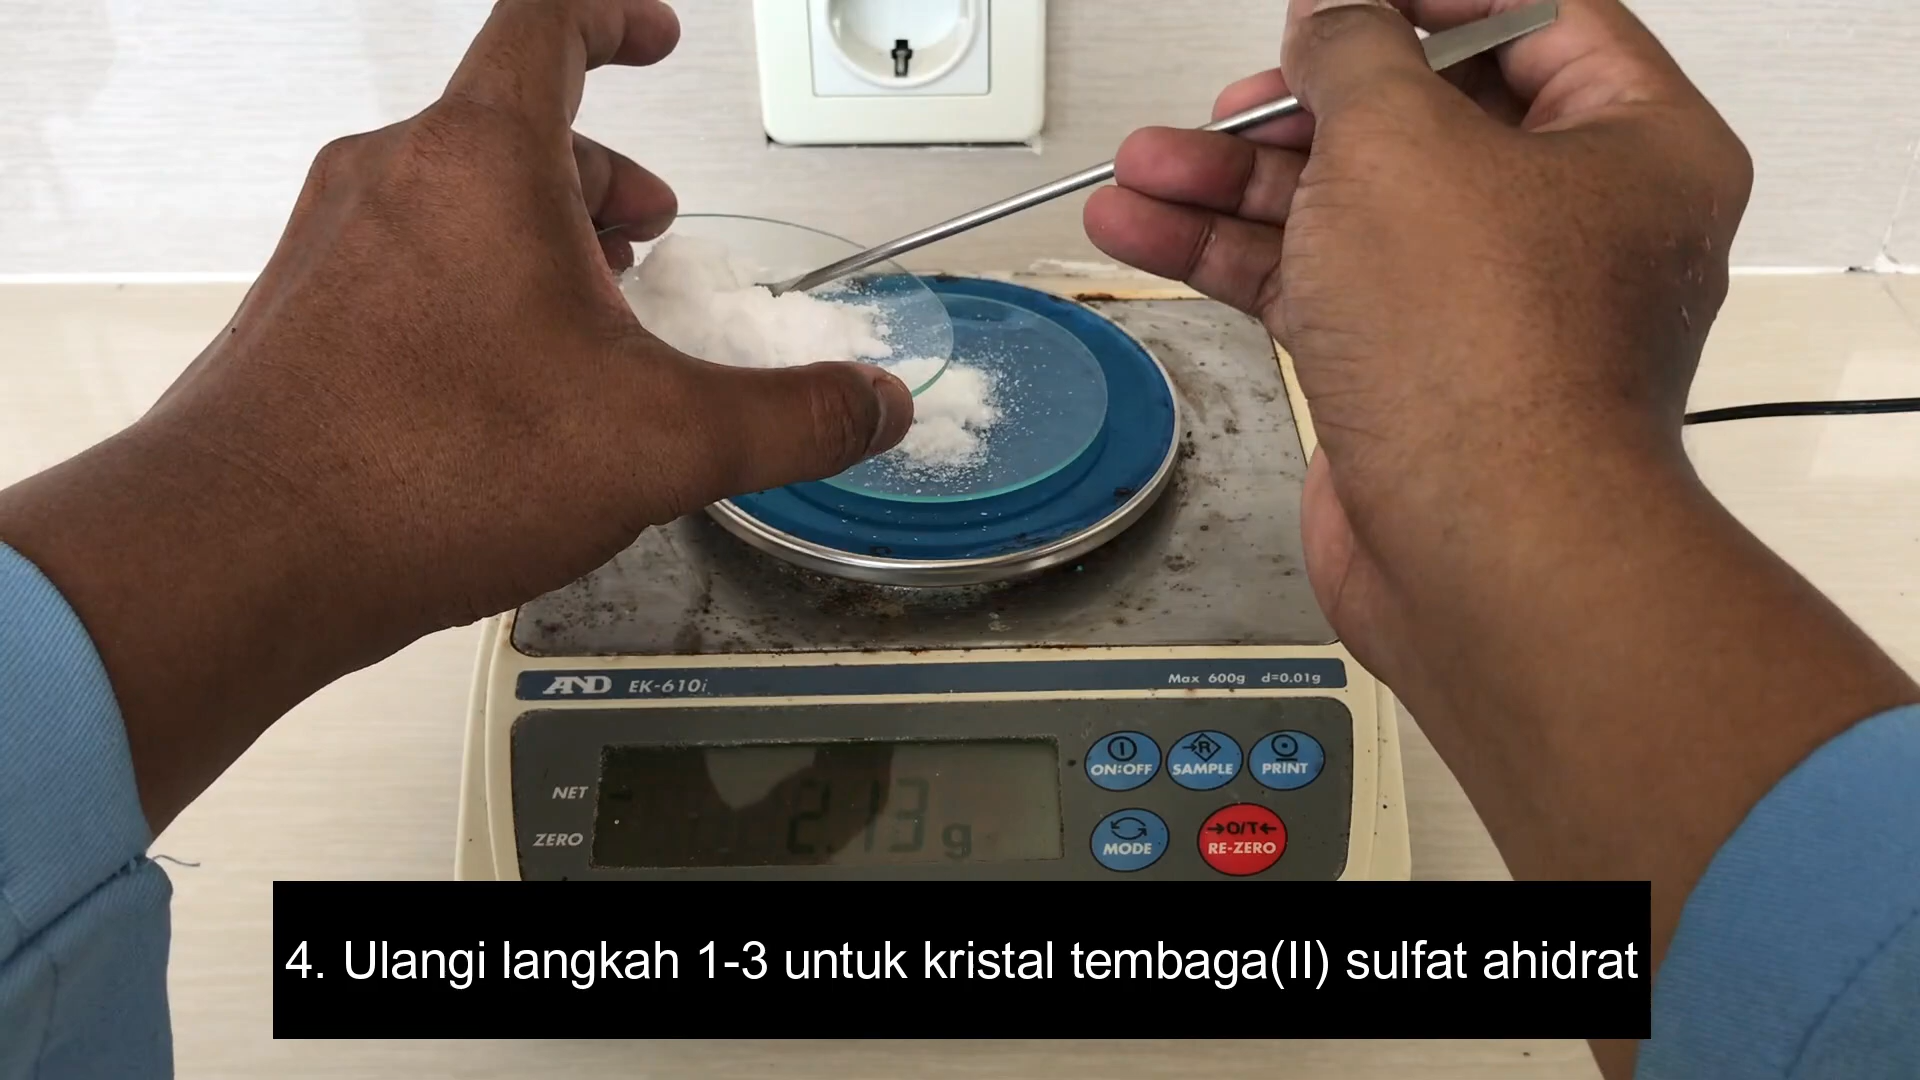 AND EK-610i
Max 600g d=0.01g
ON:OFF
SAMPLE
PRINT
NET
2.13 g
ZERO
MODE
→O/T←
RE-ZERO
4. Ulangi langkah 1-3 untuk kristal tembaga(II) sulfat ahidrat